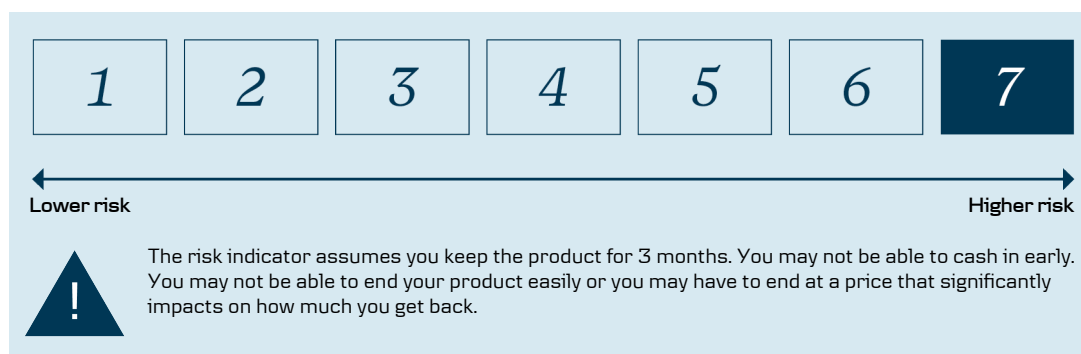 1 2 3 4 5 6 7
Lower risk Higher risk
!
The risk indicator assumes you keep the product for 3 months. You may not be able to cash in early.
You may not be able to end your product easily or you may have to end at a price that significantly
impacts on how much you get back.